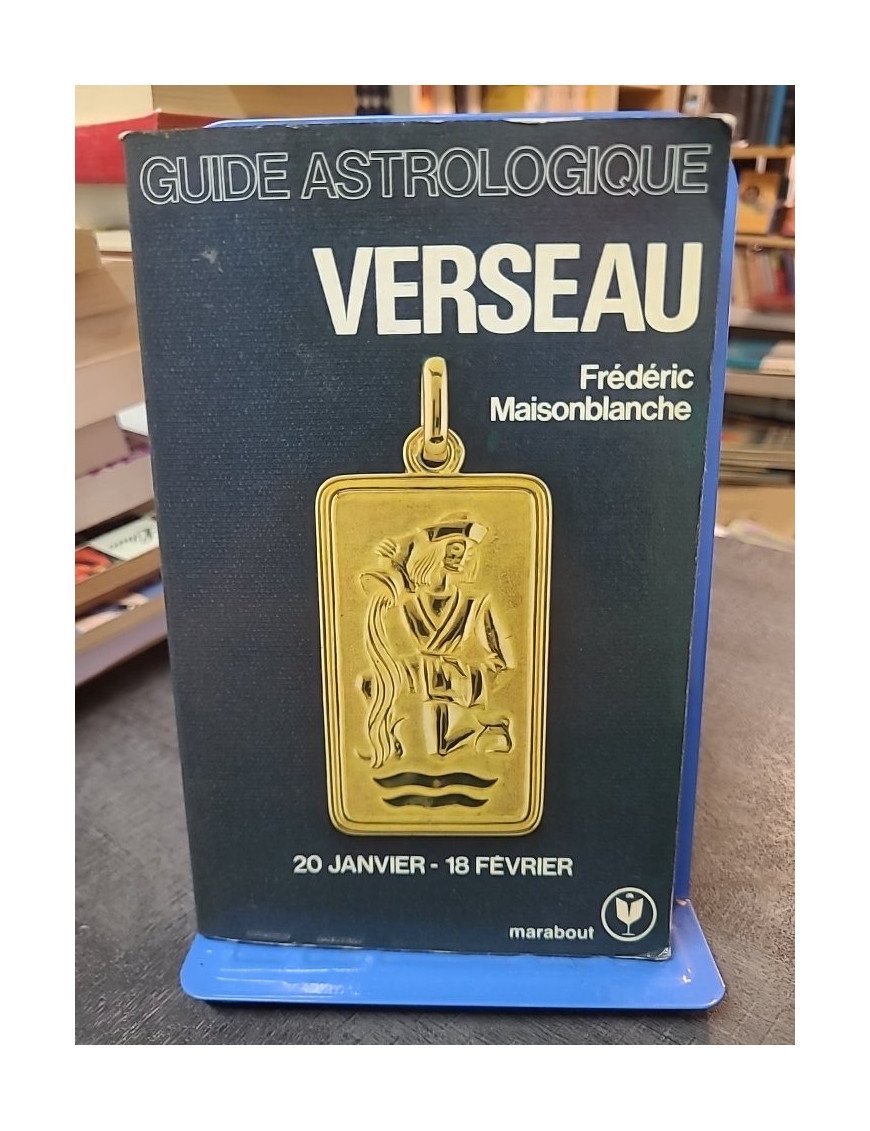 GUIDE ASTROLOGIQUE
VERSEAU
Frédéric
Maisonblanche
20 JANVIER - 18 FÉVRIER
marabout